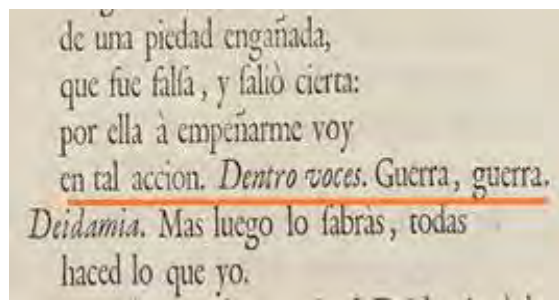 de una piedad engañada,
que fue falſa, y ſaliò cierta:
por ella à empeñarme voy
en tal accion. Dentro voces. Guerra, guerra.
Deidamia. Mas luego lo ſabràs, todas
haced lo que yo.